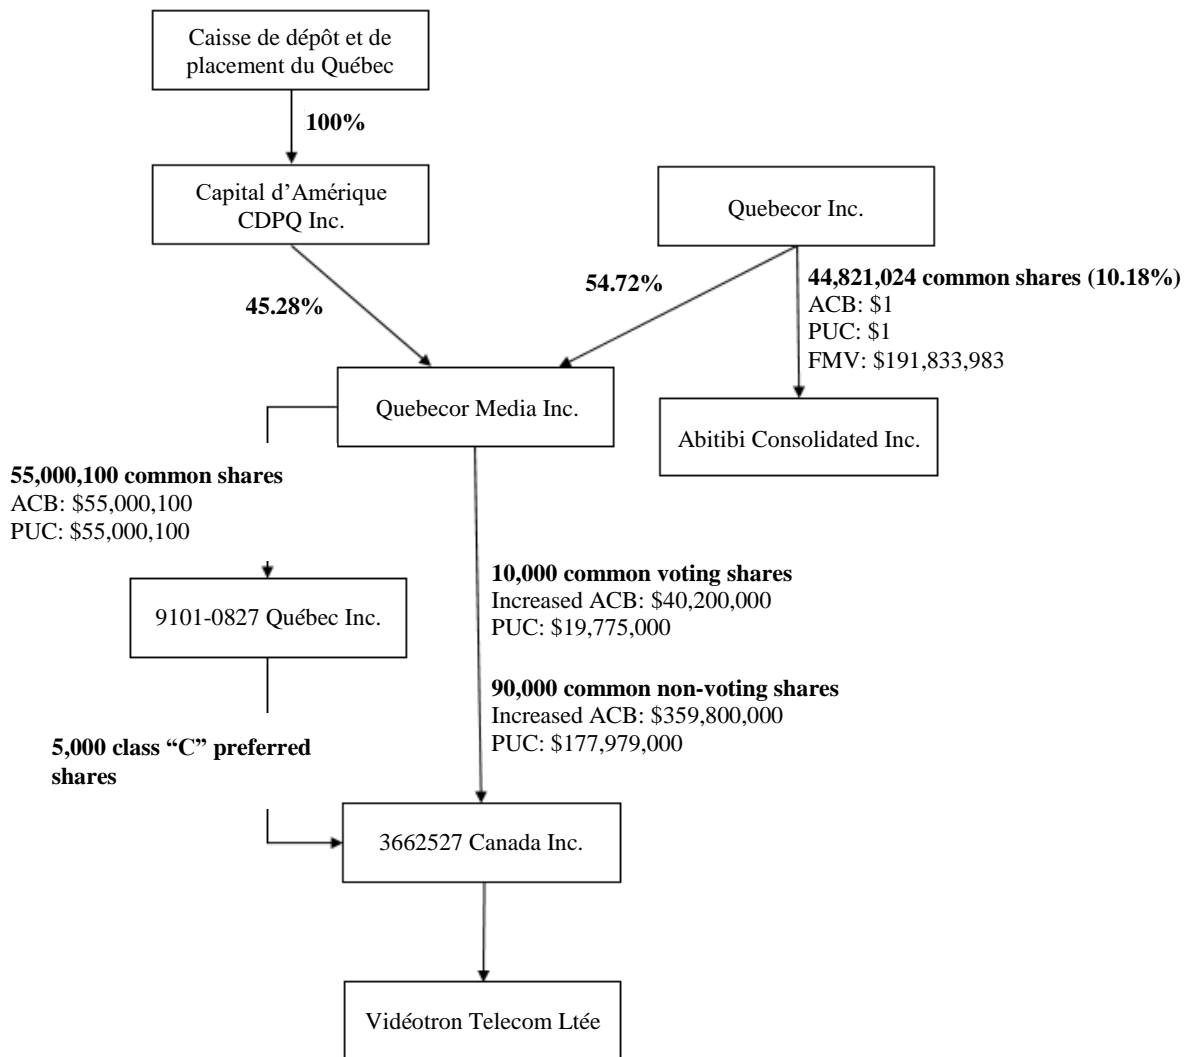 Caisse de dépôt et de
placement du Québec
100%
Capital d'Amérique
CDPQ Inc.
Quebecor Inc.
45.28%
54.72%
44,821,024 common shares (10.18%)
ACB: $1
PUC: $1
FMV: $191,833,983
Quebecor Media Inc.
Abitibi Consolidated Inc.
55,000,100 common shares
ACB: $55,000,100
PUC: $55,000,100
9101-0827 Québec Inc.
10,000 common voting shares
Increased ACB: $40,200,000
PUC: $19,775,000
90,000 common non-voting shares
Increased ACB: $359,800,000
PUC: $177,979,000
5,000 class “C” preferred
shares
3662527 Canada Inc.
Vidéotron Telecom Ltée